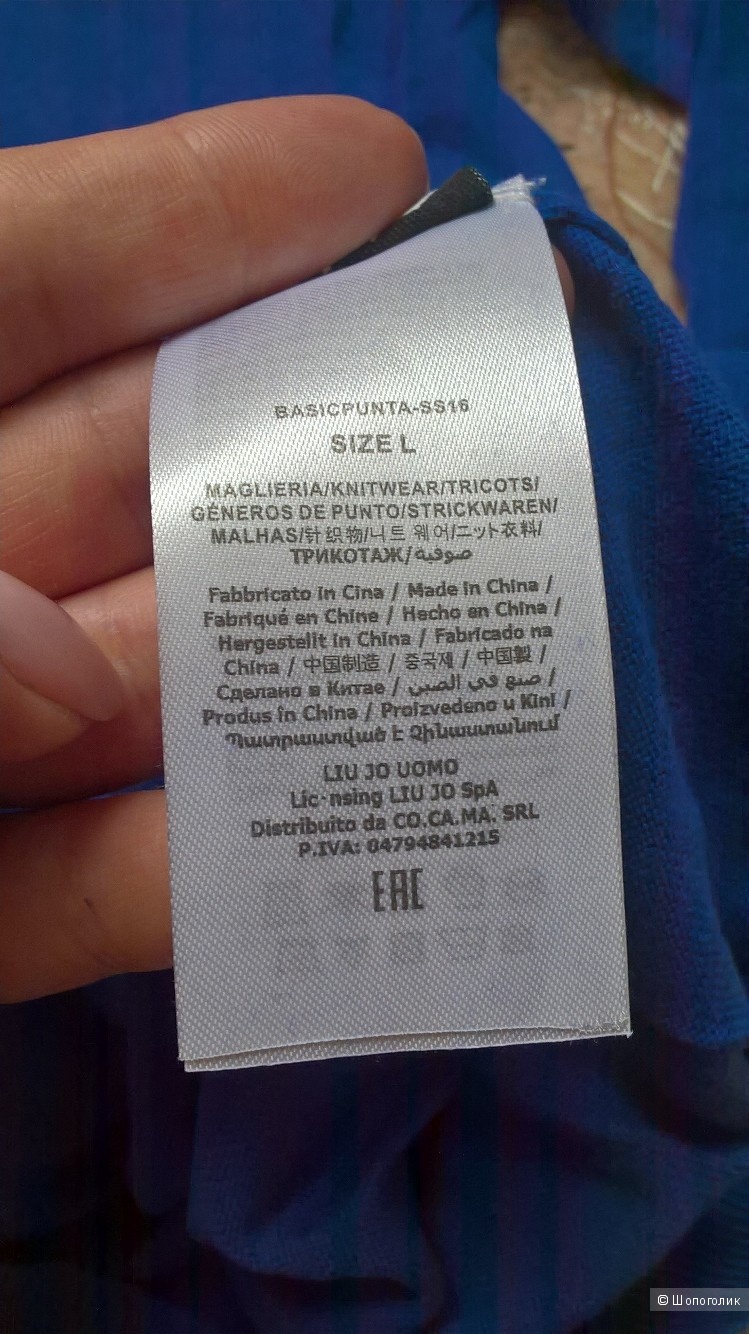 BASICPUNTA-SS16
SIZE L
MAGLIERIA/KNITWEAR/TRICOTS/
GÉNEROS DE PUNTO/STRICKWAREN/
MALHAS/针织物/니트 웨어/ニット衣料/
ТРИКОТАЖ/صوفية
Fabbricato in Cina / Made in China /
Fabriqué en Chine / Hecho en China /
Hergestellt in China / Fabricado na
China / 中国制造 / 중국제 / 中国製 /
Сделано в Китае / صنع في الصين /
Produs in China / Proizvedeno u Kini /
Պատրաստված է Չինաստանում
LIU JO UOMO
Lic nsing LIU JO SpA
Distribuito da CO.CA.MA. SRL
P.IVA: 04794841215
EAC
© Шопоголик